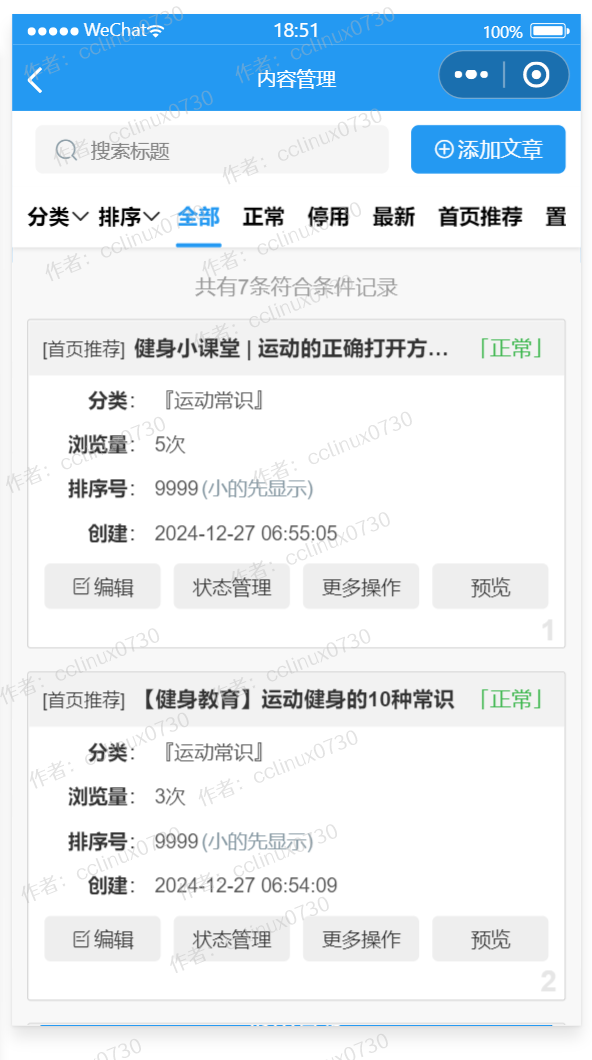 WeChat 18:51 100%
内容管理
搜索标题 添加文章
分类 排序 全部 正常 停用 最新 首页推荐 置
共有7条符合条件记录
[首页推荐] 健身小课堂 | 运动的正确打开方... 「正常」
分类: 『运动常识』
浏览量: 5次
排序号: 9999(小的先显示)
创建: 2024-12-27 06:55:05
编辑 状态管理 更多操作 预览
1
[首页推荐] 【健身教育】运动健身的10种常识 「正常」
分类: 『运动常识』
浏览量: 3次
排序号: 9999(小的先显示)
创建: 2024-12-27 06:54:09
编辑 状态管理 更多操作 预览
2
作者: cclinux0730